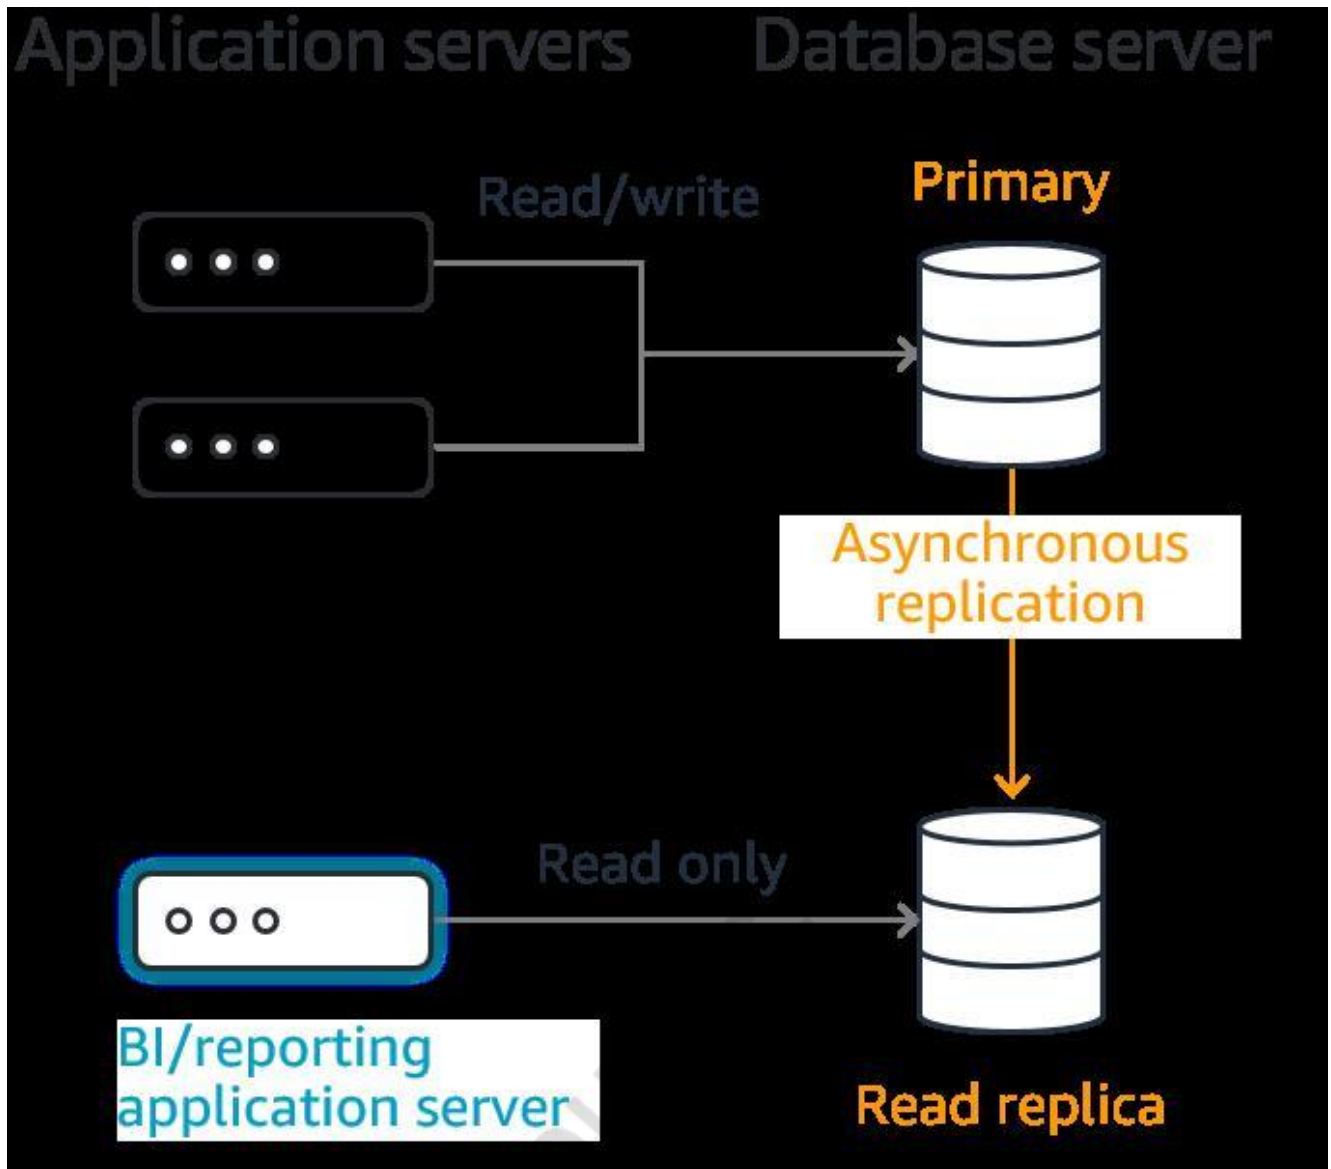 Application servers
Database server
Read/write
Primary
Asynchronous
replication
Read only
BI/reporting
application server
Read replica